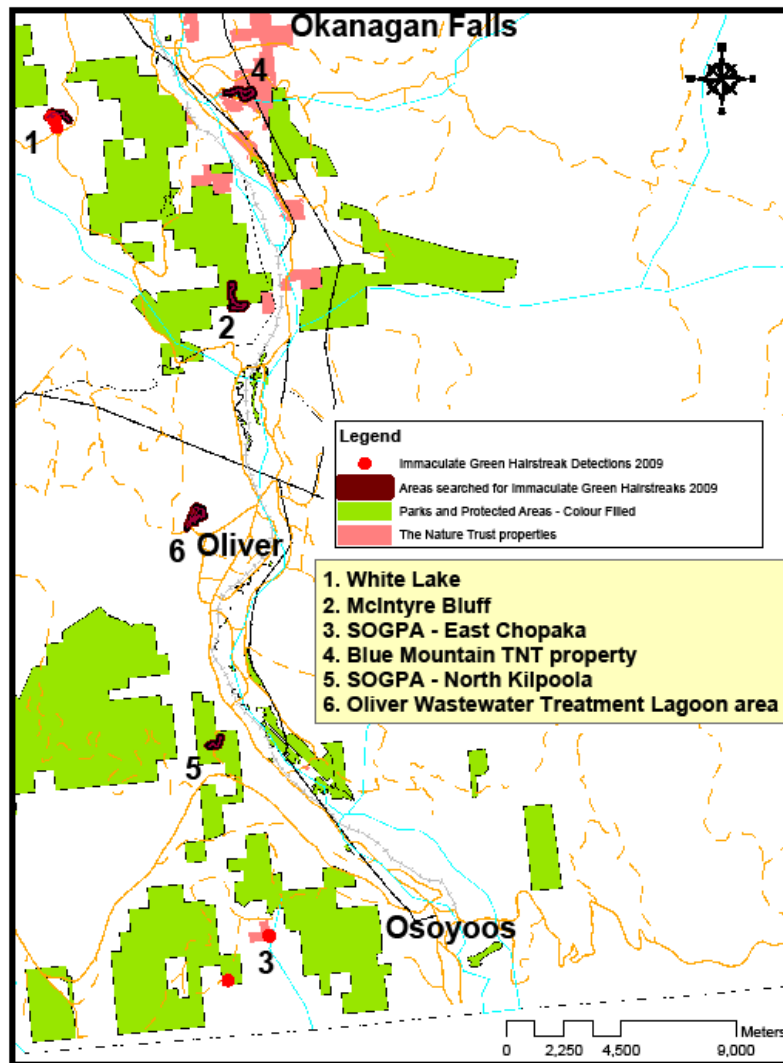 Okanagan Falls
4
1
2
Legend
Immaculate Green Hairstreak Detections 2009
Areas searched for Immaculate Green Hairstreaks 2009
Parks and Protected Areas - Colour Filled
The Nature Trust properties
6 Oliver
1. White Lake
2. McIntyre Bluff
3. SOGPA - East Chopaka
4. Blue Mountain TNT property
5. SOGPA - North Kilpoola
6. Oliver Wastewater Treatment Lagoon area
5
Osoyoos
3
Meters
0 2,250 4,500 9,000